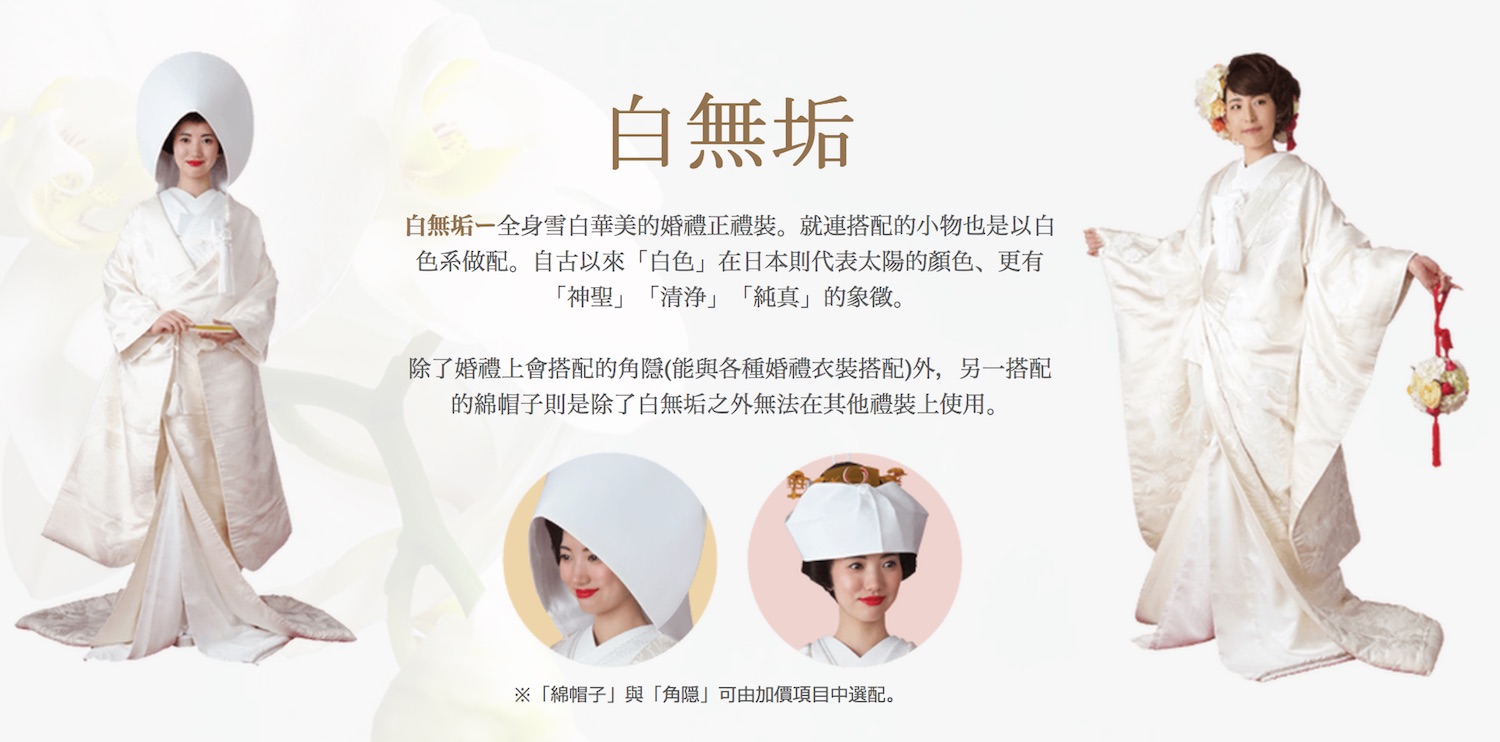 白無垢
白無垢ー全身雪白華美的婚禮正禮裝。就連搭配的小物也是以白
色系做配。自古以來「白色」在日本則代表太陽的顏色、更有
「神聖」「清浄」「純真」的象徵。
除了婚禮上會搭配的角隠(能與各種婚禮衣裝搭配)外，另一搭配
的綿帽子則是除了白無垢之外無法在其他禮裝上使用。
※「綿帽子」與「角隠」可由加價項目中選配。